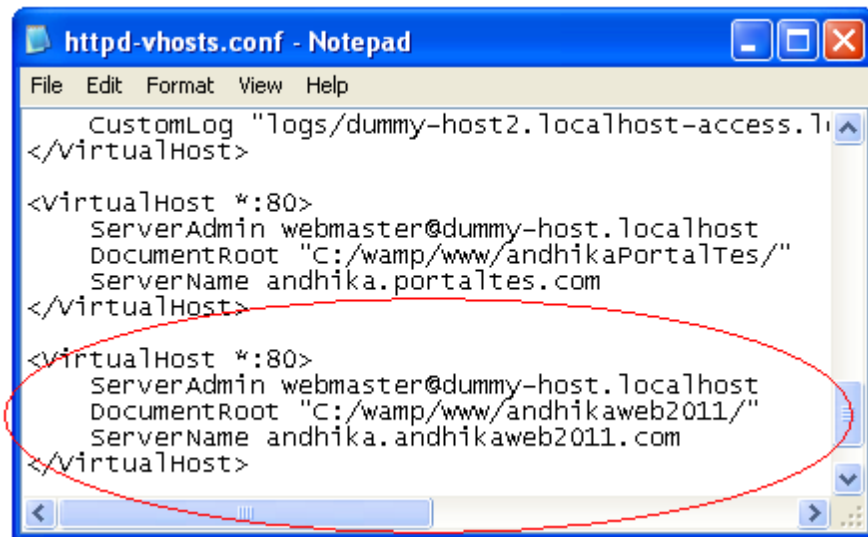 httpd-vhosts.conf - Notepad
File Edit Format View Help
CustomLog "logs/dummy-host2.localhost-access.l
</VirtualHost>
<VirtualHost *:80>
ServerAdmin webmaster@dummy-host.localhost
DocumentRoot "C:/wamp/www/andhikaPortalTes/"
ServerName andhika.portaltes.com
</VirtualHost>
<VirtualHost *:80>
ServerAdmin webmaster@dummy-host.localhost
DocumentRoot "C:/wamp/www/andhikaweb2011/"
ServerName andhika.andhikaweb2011.com
</VirtualHost>